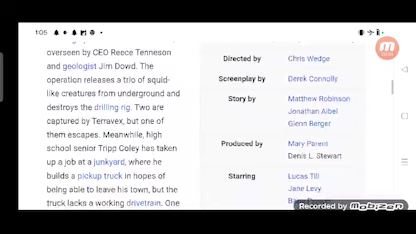 1:05
overseen by CEO Reece Tenneson
and geologist Jim Dowd. The
operation releases a trio of squid-
like creatures from underground and
destroys the drilling rig. Two are
captured by Terravex, but one of
them escapes. Meanwhile, high
school senior Tripp Coley has taken
up a job at a junkyard, where he
builds a pickup truck in hopes of
being able to leave his town, but the
truck lacks a working drivetrain. One
Directed by Chris Wedge
Screenplay by Derek Connolly
Story by Matthew Robinson
Jonathan Aibel
Glenn Berger
Produced by Mary Parent
Denis L. Stewart
Starring Lucas Till
Jane Levy
Recorded by Mobizen